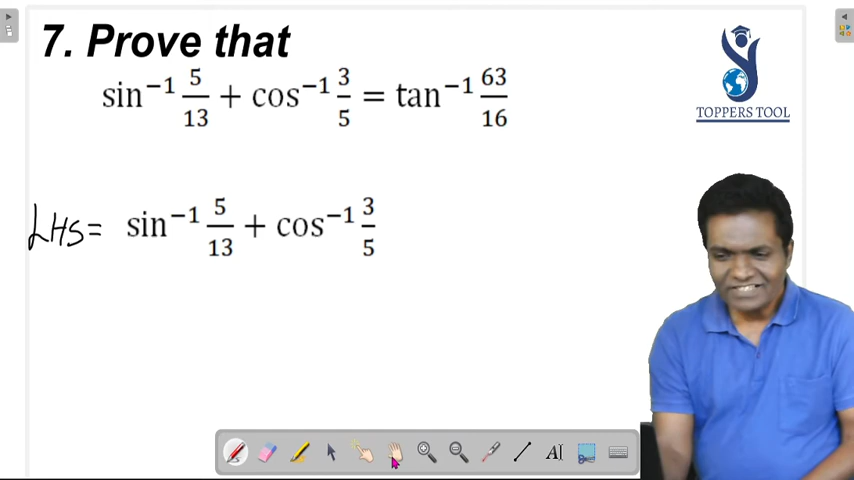 7. Prove that
sin⁻¹ 5/13 + cos⁻¹ 3/5 = tan⁻¹ 63/16
TOPPERS TOOL
LHS = sin⁻¹ 5/13 + cos⁻¹ 3/5
A